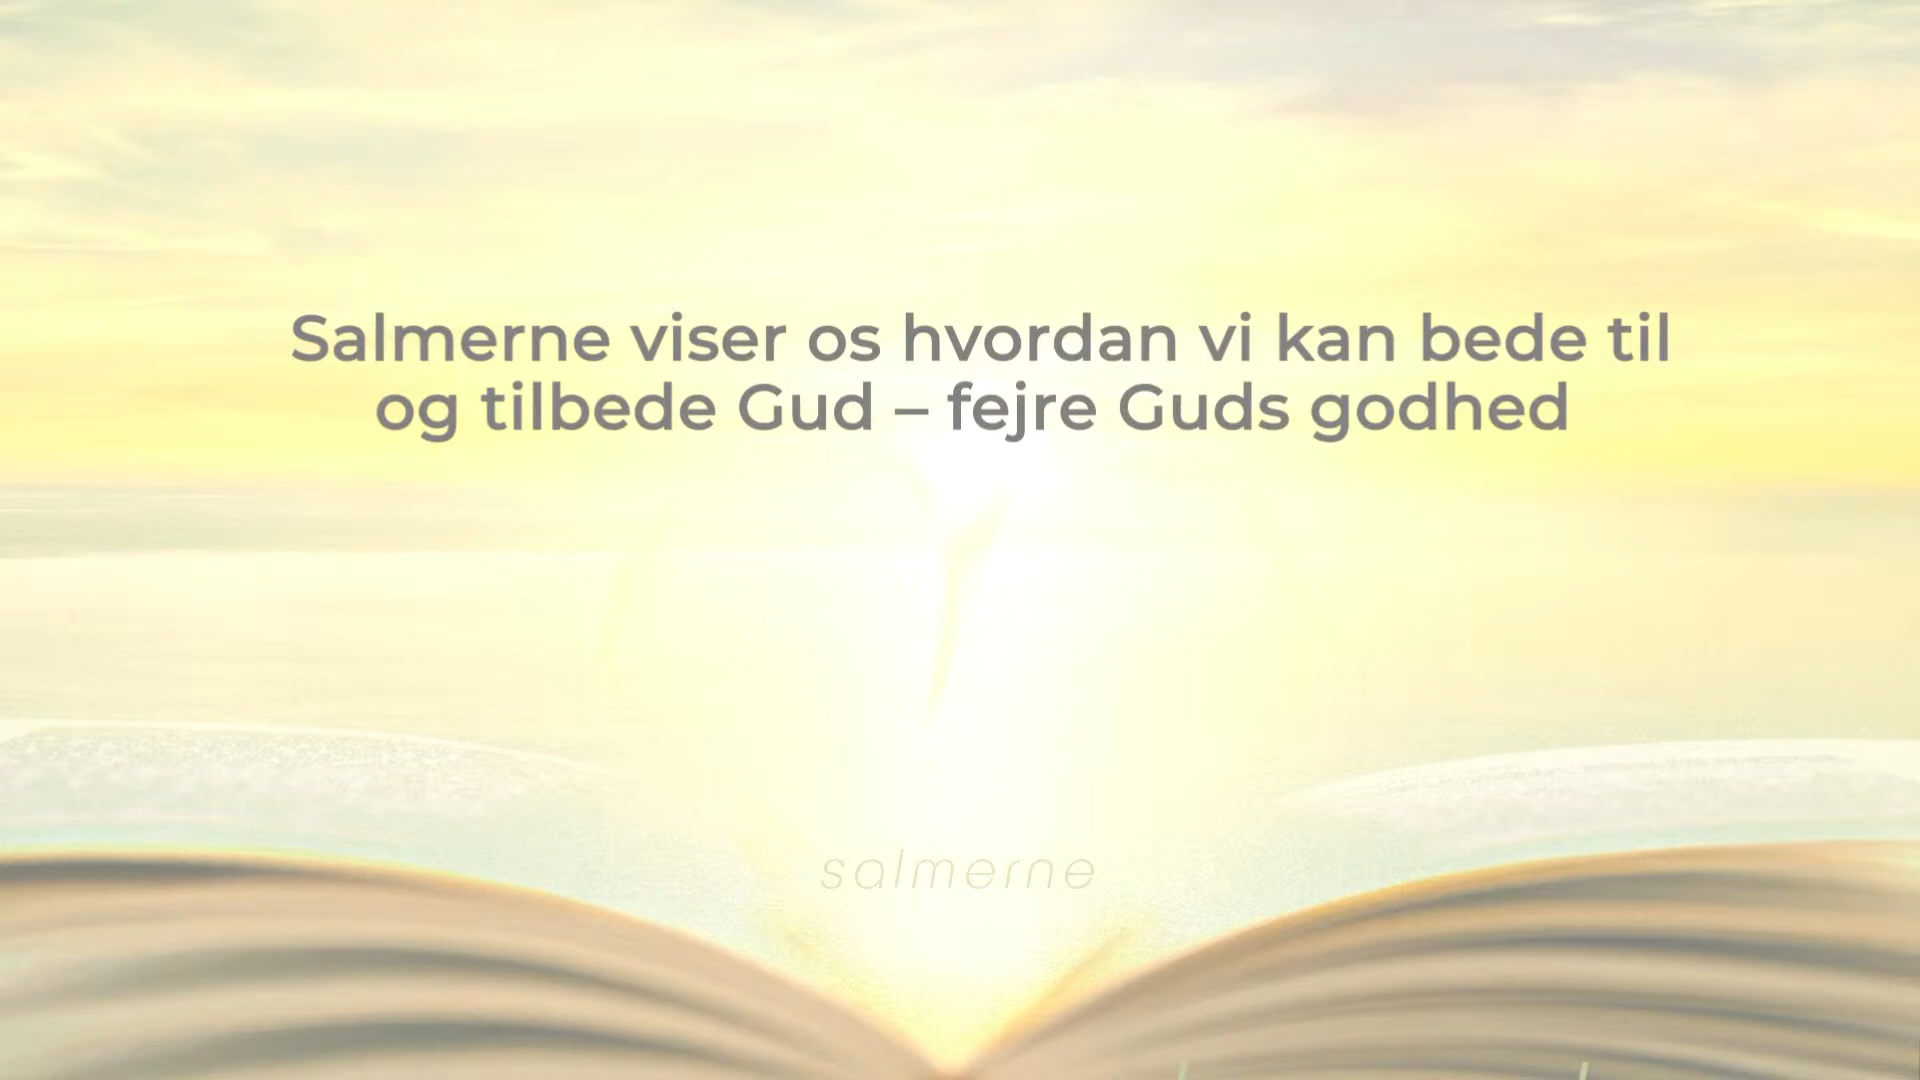 Salmerne viser os hvordan vi kan bede til
og tilbede Gud – fejre Guds godhed
salmerne